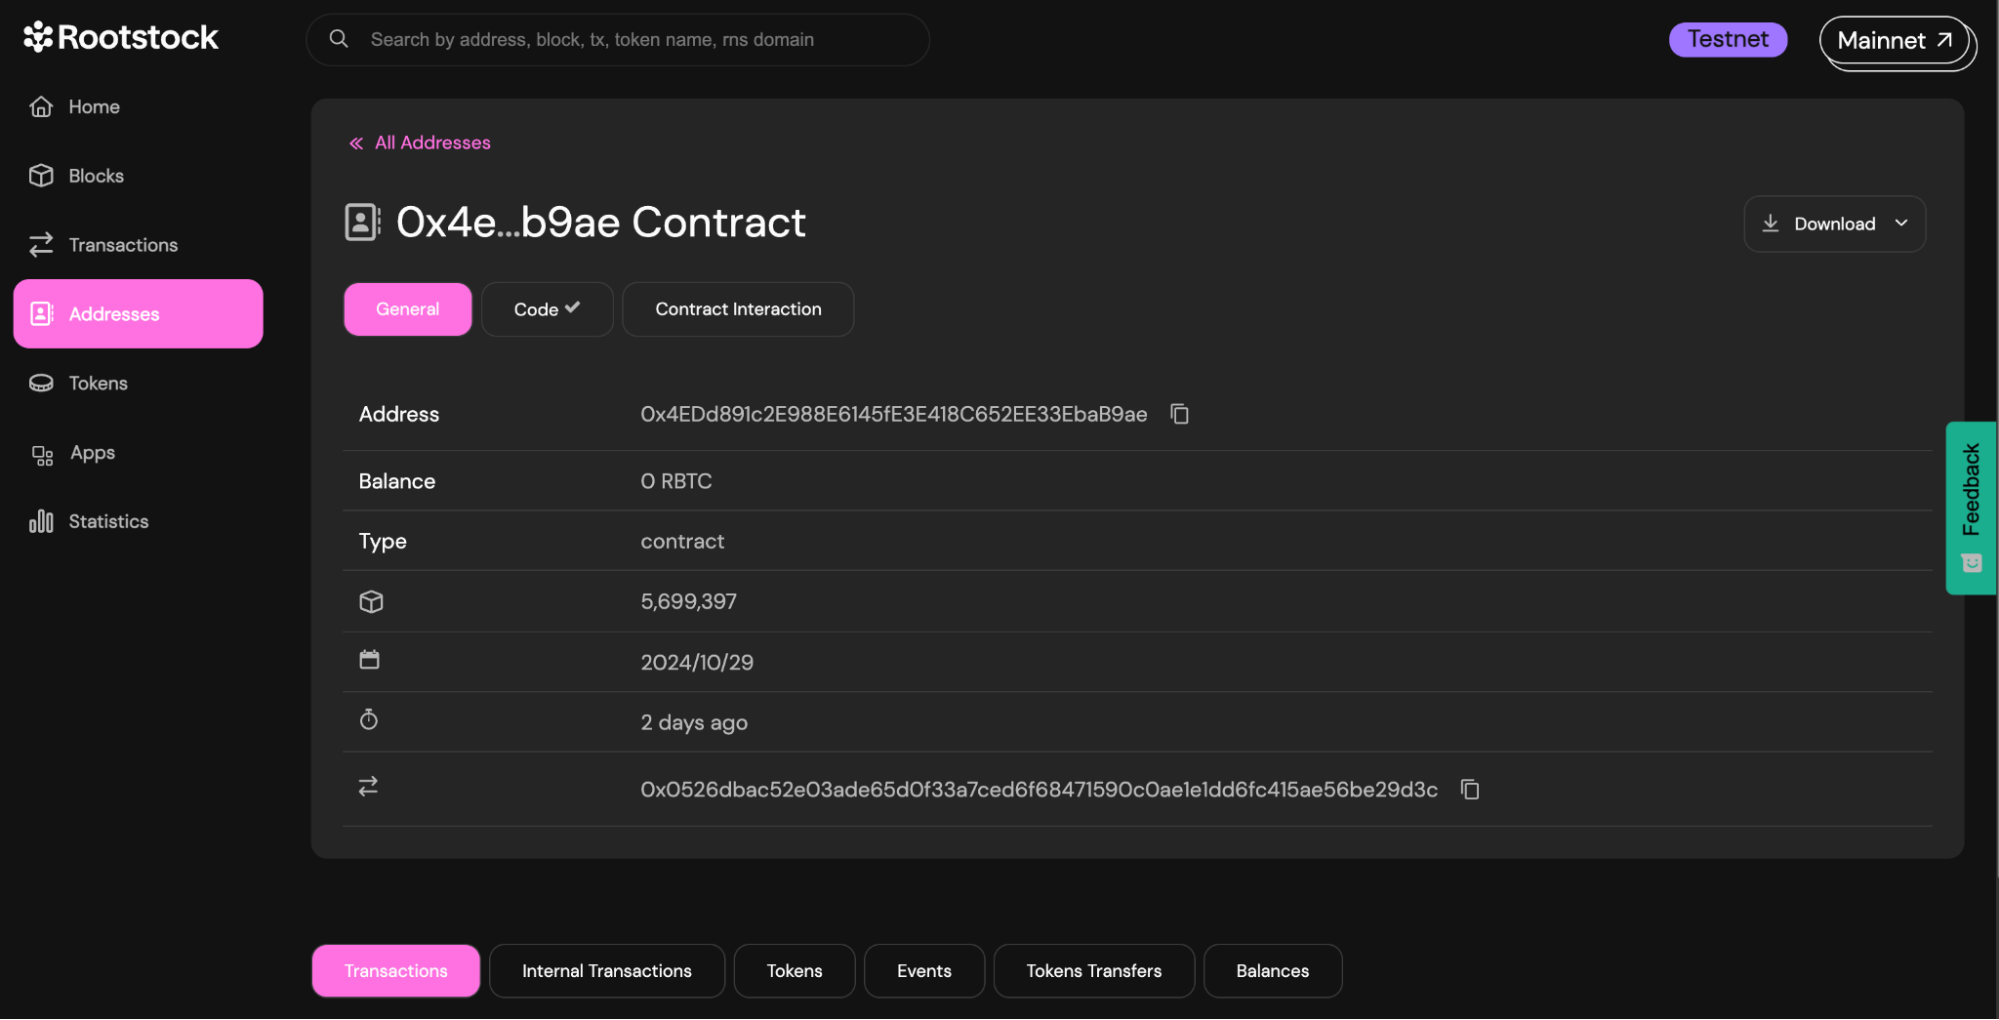 Rootstock
Search by address, block, tx, token name, rns domain
Testnet
Mainnet
Home
Blocks
Transactions
Addresses
Tokens
Apps
Statistics
All Addresses
0x4e...b9ae Contract
Download
General
Code
Contract Interaction
Address 0x4EDd891c2E988E6145fE3E418C652EE33EbaB9ae
Balance 0 RBTC
Type contract
5,699,397
2024/10/29
2 days ago
0x0526dbac52e03ade65d0f33a7ced6f68471590c0ae1e1dd6fc415ae56be29d3c
Feedback
Transactions
Internal Transactions
Tokens
Events
Tokens Transfers
Balances